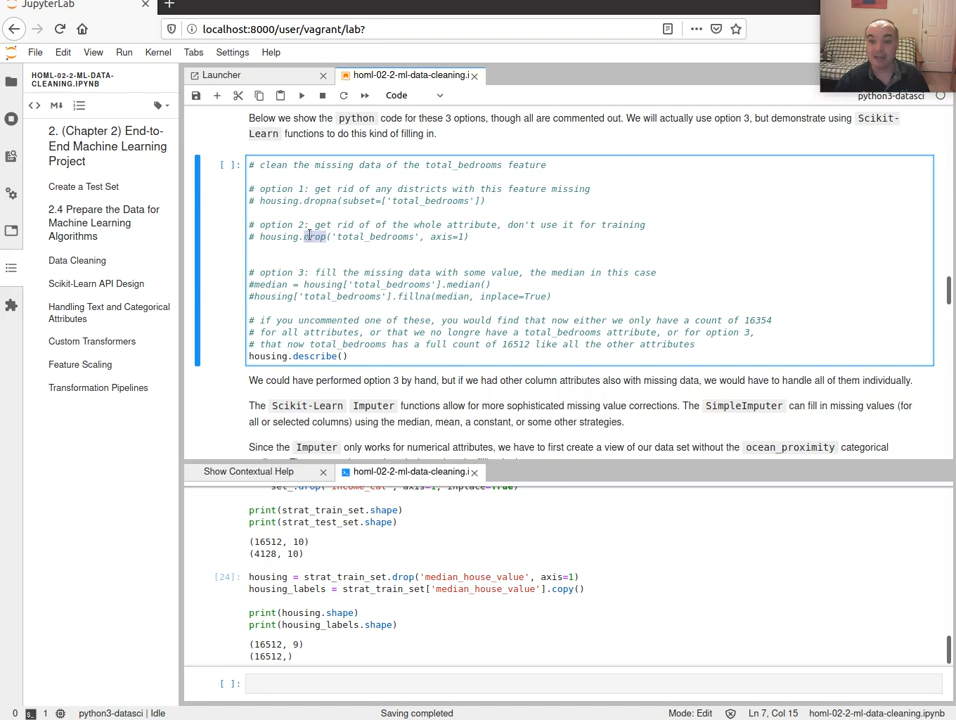 JupyterLab
localhost:8000/user/vagrant/lab?
File Edit View Run Kernel Tabs Settings Help
HOML-02-2-ML-DATA-
CLEANING.IPYNB
2. (Chapter 2) End-to-
End Machine Learning
Project
Create a Test Set
2.4 Prepare the Data for
Machine Learning
Algorithms
Data Cleaning
Scikit-Learn API Design
Handling Text and Categorical
Attributes
Custom Transformers
Feature Scaling
Transformation Pipelines
Launcher
homl-02-2-ml-data-cleaning.i
Code
python3-datasci
Below we show the python code for these 3 options, though all are commented out. We will actually use option 3, but demonstrate using Scikit-
Learn functions to do this kind of filling in.
[ ]:
# clean the missing data of the total_bedrooms feature
# option 1: get rid of any districts with this feature missing
# housing.dropna(subset=['total_bedrooms'])
# option 2: get rid of of the whole attribute, don't use it for training
# housing.drop('total_bedrooms', axis=1)
# option 3: fill the missing data with some value, the median in this case
#median = housing['total_bedrooms'].median()
#housing['total_bedrooms'].fillna(median, inplace=True)
# if you uncommented one of these, you would find that now either we only have a count of 16354
# for all attributes, or that we no longre have a total_bedrooms attribute, or for option 3,
# that now total_bedrooms has a full count of 16512 like all the other attributes
housing.describe()
We could have performed option 3 by hand, but if we had other column attributes also with missing data, we would have to handle all of them individually.
The Scikit-Learn Imputer functions allow for more sophisticated missing value corrections. The SimpleImputer can fill in missing values (for
all or selected columns) using the median, mean, a constant, or some other strategies.
Since the Imputer only works for numerical attributes, we have to first create a view of our data set without the ocean_proximity categorical
Show Contextual Help
homl-02-2-ml-data-cleaning.i
set_.drop('income_cat', axis=1, inplace=True)
print(strat_train_set.shape)
print(strat_test_set.shape)
(16512, 10)
(4128, 10)
[24]:
housing = strat_train_set.drop('median_house_value', axis=1)
housing_labels = strat_train_set['median_house_value'].copy()
print(housing.shape)
print(housing_labels.shape)
(16512, 9)
(16512,)
[ ]:
0 1 python3-datasci | Idle
Saving completed
Mode: Edit
Ln 7, Col 15
homl-02-2-ml-data-cleaning.ipynb